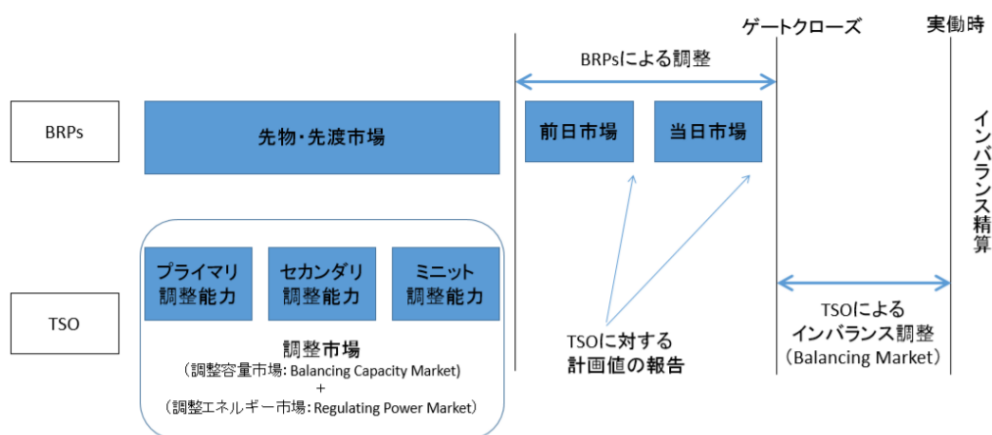 ゲートクローズ
実働時
BRPsによる調整
BRPs
先物・先渡市場
前日市場
当日市場
インバランス精算
プライマリ
調整能力
セカンダリ
調整能力
ミニット
調整能力
TSO
調整市場
（調整容量市場: Balancing Capacity Market）
+
（調整エネルギー市場: Regulating Power Market）
TSOに対する
計画値の報告
TSOによる
インバランス調整
（Balancing Market）